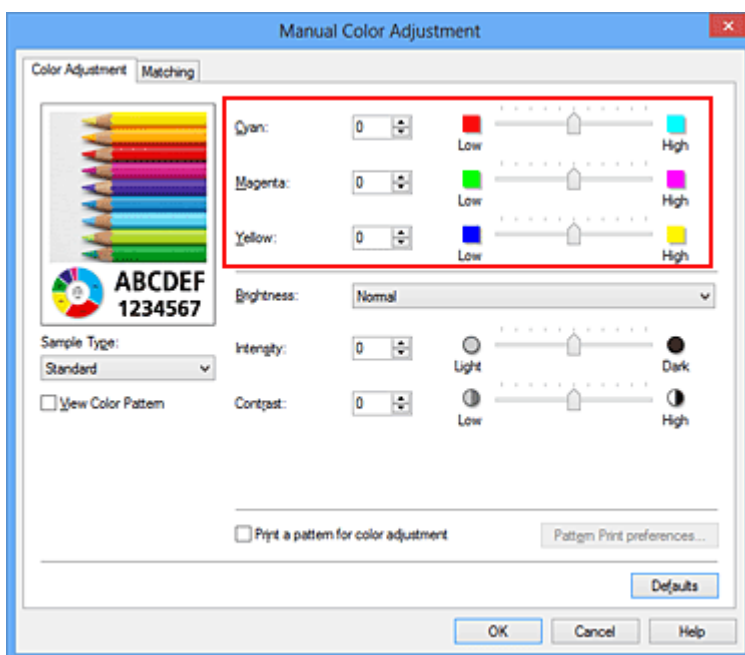 Manual Color Adjustment
Color Adjustment
Matching
Cyan: 0
Low High
Magenta: 0
Low High
Yellow: 0
Low High
ABCDEF
1234567
Brightness: Normal
Sample Type:
Standard
Intensity: 0
Light Dark
View Color Pattern
Contrast: 0
Low High
Print a pattern for color adjustment
Pattern Print preferences...
Defaults
OK Cancel Help